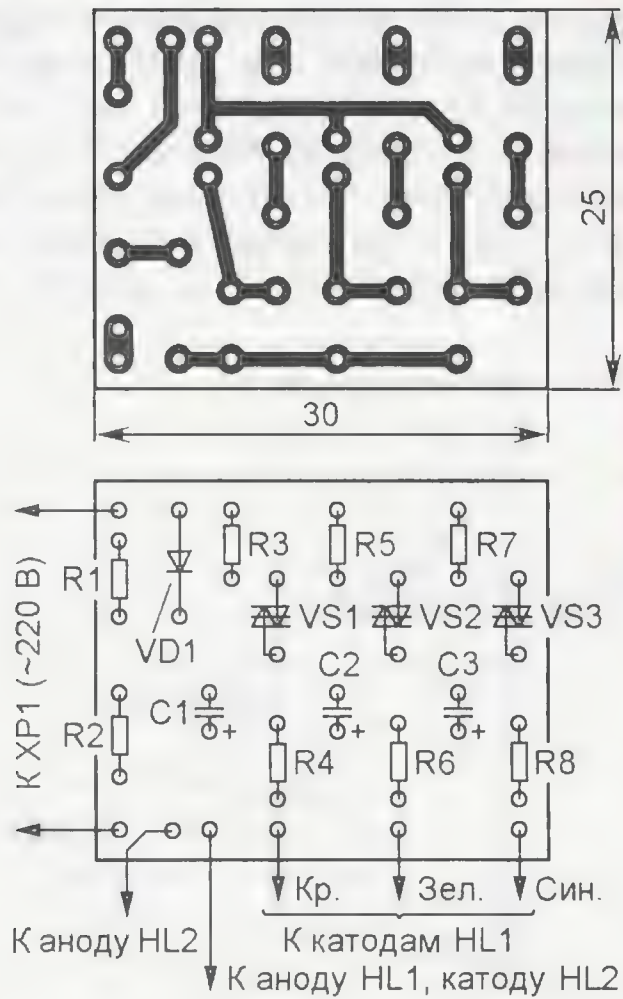 25
30
R3
R5
R7
R1
VS1
VS2
VS3
VD1
К ХР1 (~220 В)
C1
C2
C3
R2
+
+
+
R4
R6
R8
Кр.
Зел.
Син.
К аноду HL2
К катодам HL1
К аноду HL1, катоду HL2